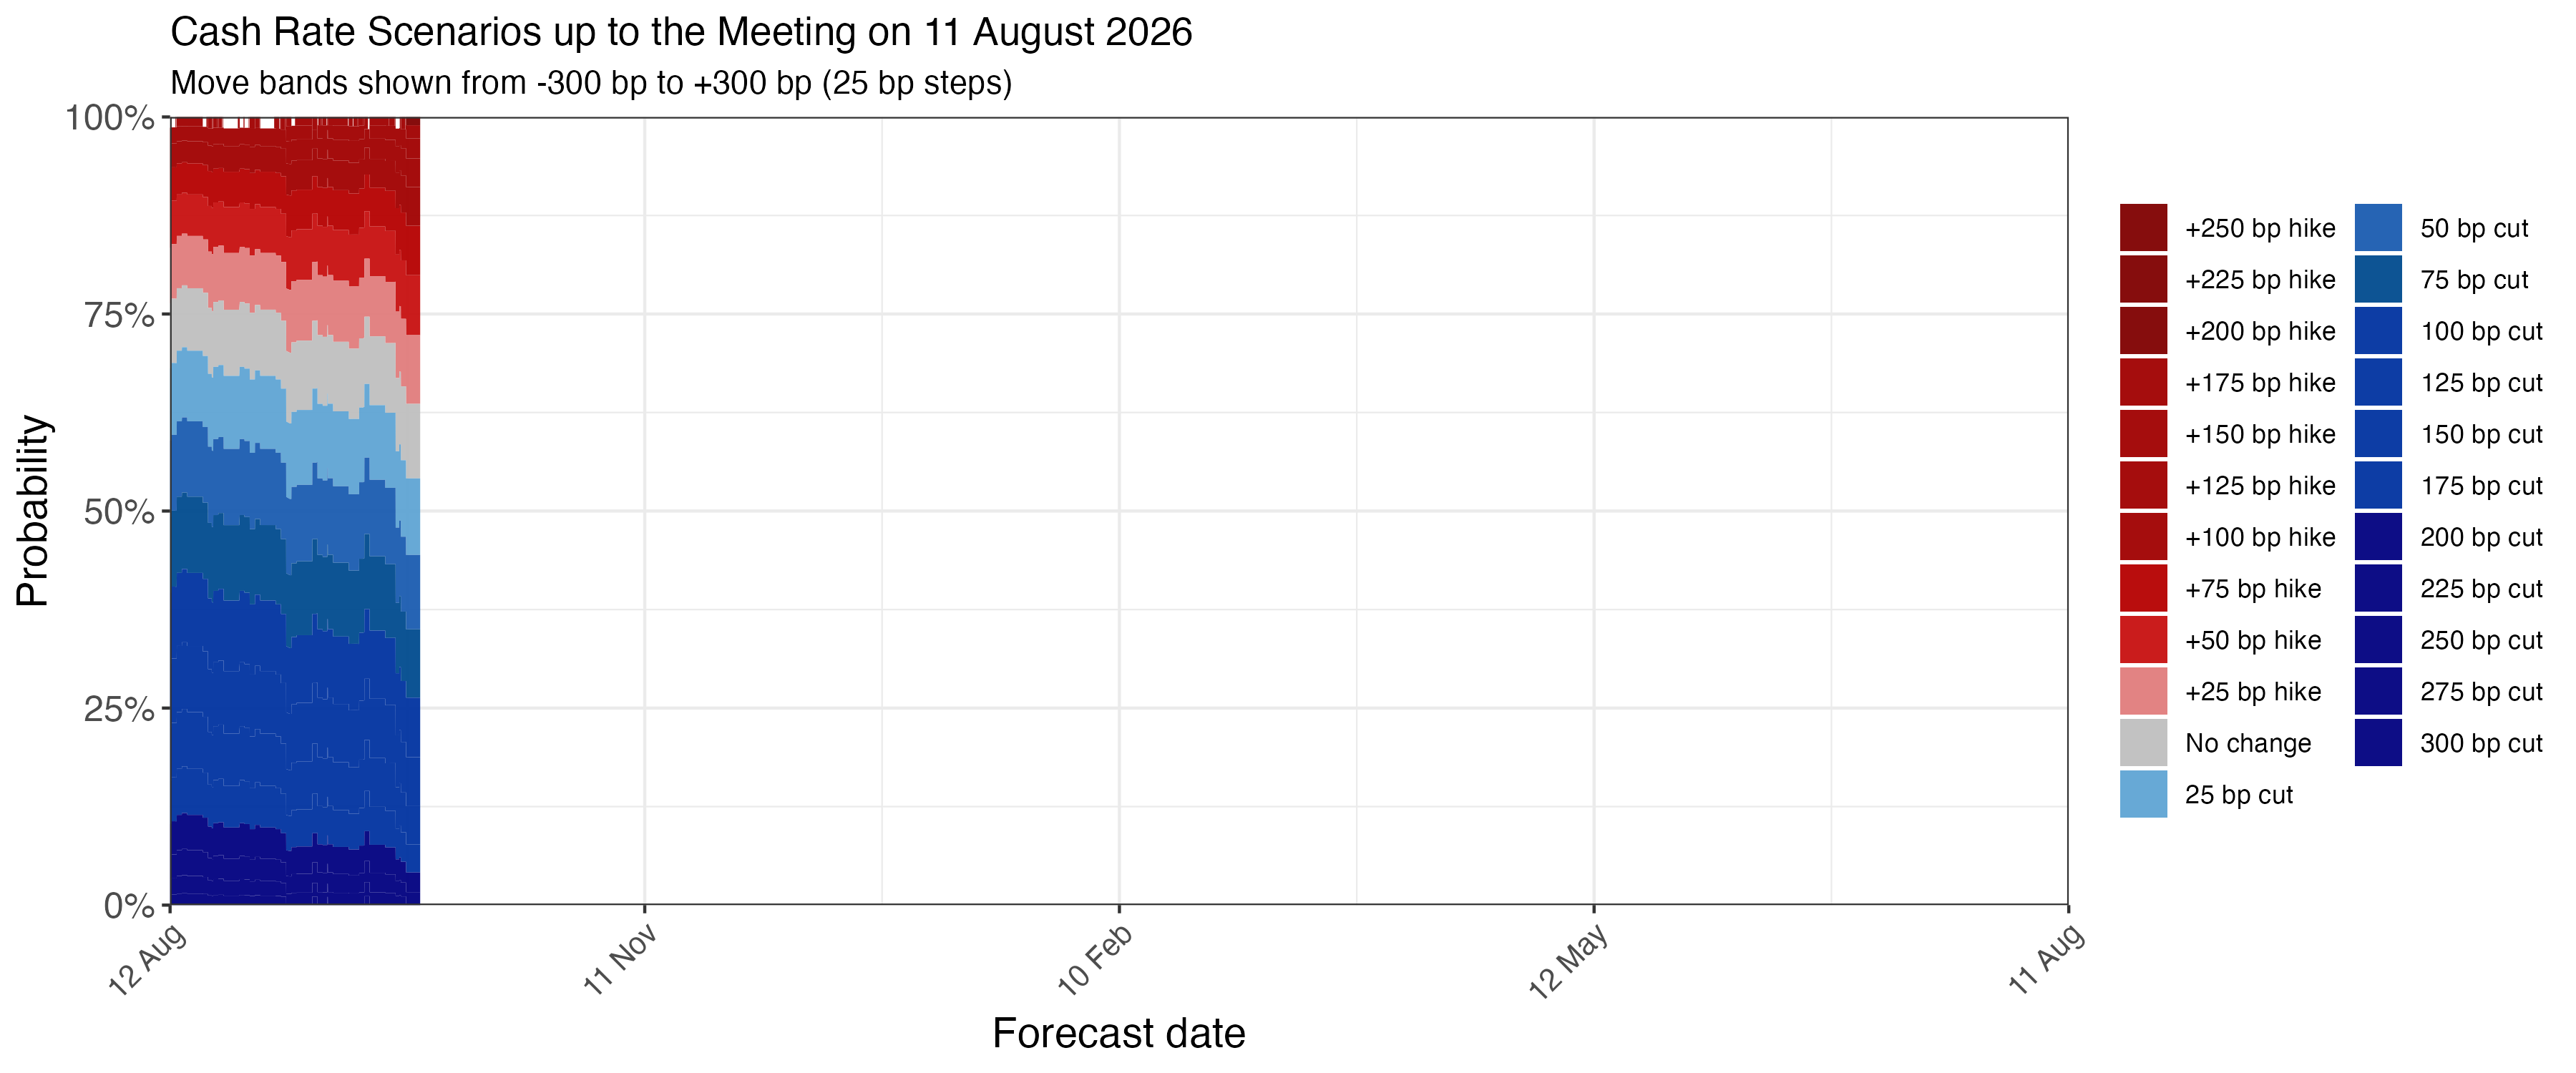 Cash Rate Scenarios up to the Meeting on 11 August 2026
Move bands shown from -300 bp to +300 bp (25 bp steps)
Probability
100%
75%
50%
25%
0%
12 Aug
11 Nov
10 Feb
12 May
11 Aug
Forecast date
+250 bp hike
+225 bp hike
+200 bp hike
+175 bp hike
+150 bp hike
+125 bp hike
+100 bp hike
+75 bp hike
+50 bp hike
+25 bp hike
No change
25 bp cut
50 bp cut
75 bp cut
100 bp cut
125 bp cut
150 bp cut
175 bp cut
200 bp cut
225 bp cut
250 bp cut
275 bp cut
300 bp cut